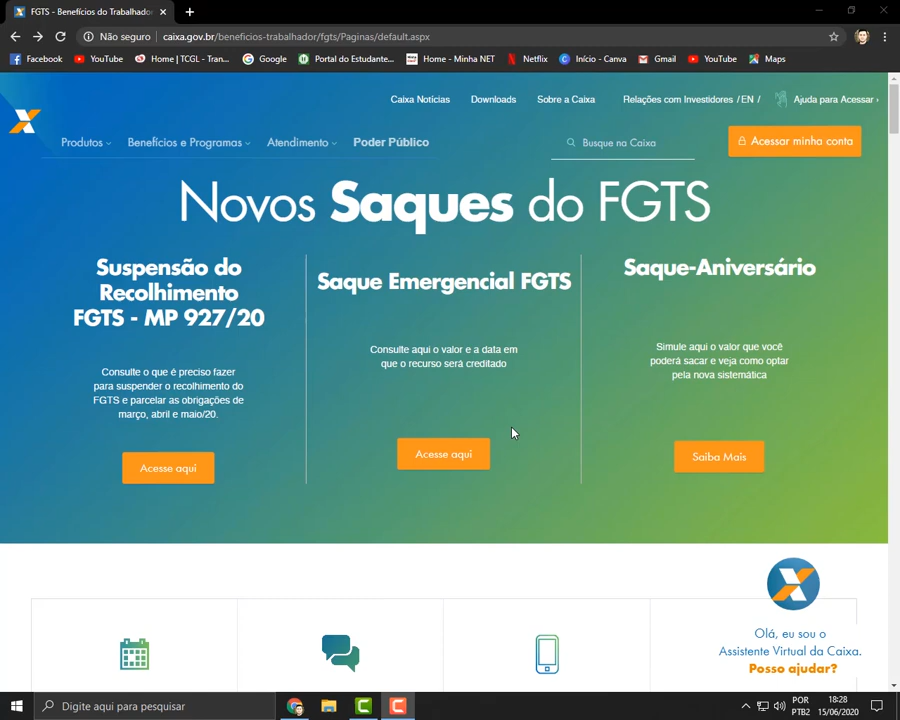 FGTS - Benefícios do Trabalhador
Não seguro
caixa.gov.br/beneficios-trabalhador/fgts/Paginas/default.aspx
Facebook
YouTube
Home | TCGL - Tran...
Google
Portal do Estudante...
Home - Minha NET
Netflix
Início - Canva
Gmail
YouTube
Maps
Caixa Notícias
Downloads
Sobre a Caixa
Relações com Investidores / EN /
Ajuda para Acessar ›
Produtos
Benefícios e Programas
Atendimento
Poder Público
Busque na Caixa
Acessar minha conta
Novos Saques do FGTS
Suspensão do
Recolhimento
FGTS - MP 927/20
Consulte o que é preciso fazer
para suspender o recolhimento do
FGTS e parcelar as obrigações de
março, abril e maio/20.
Acesse aqui
Saque Emergencial FGTS
Consulte aqui o valor e a data em
que o recurso será creditado
Acesse aqui
Saque-Aniversário
Simule aqui o valor que você
poderá sacar e veja como optar
pela nova sistemática
Saiba Mais
Olá, eu sou o
Assistente Virtual da Caixa.
Posso ajudar?
Digite aqui para pesquisar
POR
PTB2
18:28
15/06/2020